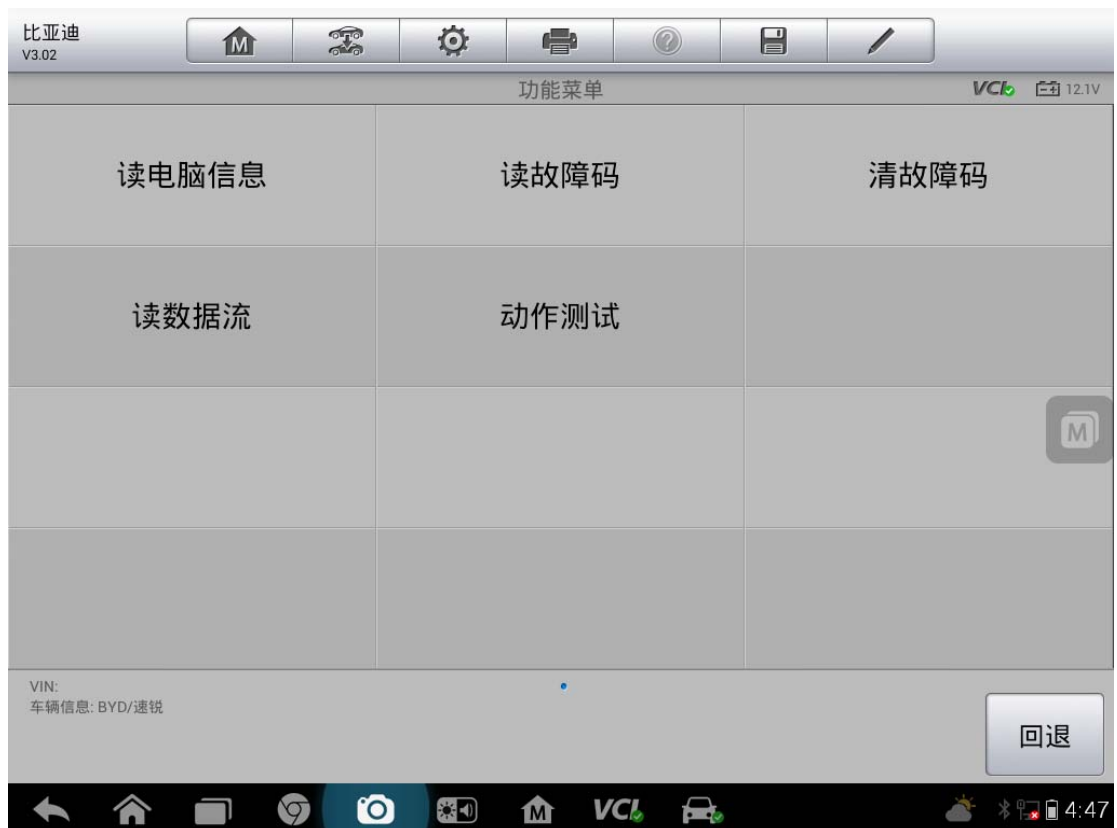 比亚迪
V3.02
M
功能菜单
VCI 12.1V
读电脑信息 读故障码 清故障码
读数据流 动作测试
M
VIN:
车辆信息: BYD/速锐
回退
M VCI 4:47